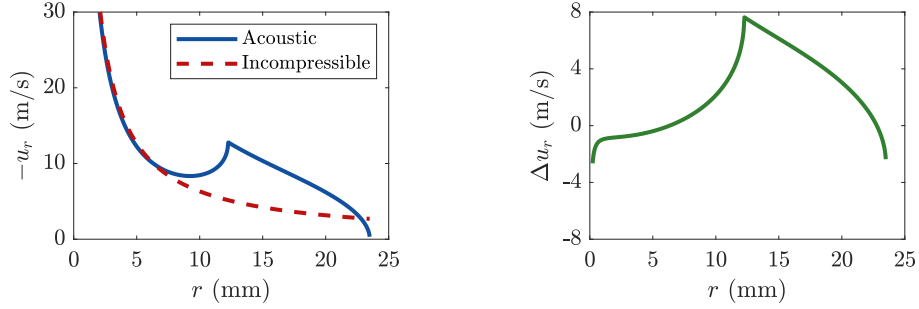 30
20
10
0
−u_r (m/s)
Acoustic
Incompressible
0 5 10 15 20 25
r (mm)
8
4
0
-4
-8
Δu_r (m/s)
0 5 10 15 20 25
r (mm)